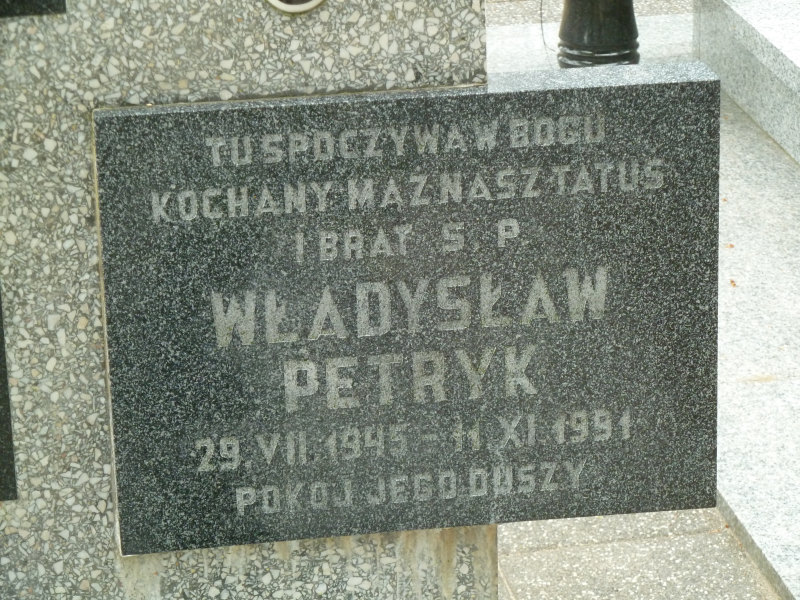 TU SPOCZYWA W BOGU
KOCHANY MĄŻ NASZ TATUŚ
I BRAT Ś. P.
WŁADYSŁAW
PETRYK
29. VII. 1945 - 11. XI. 1991
POKÓJ JEGO DUSZY